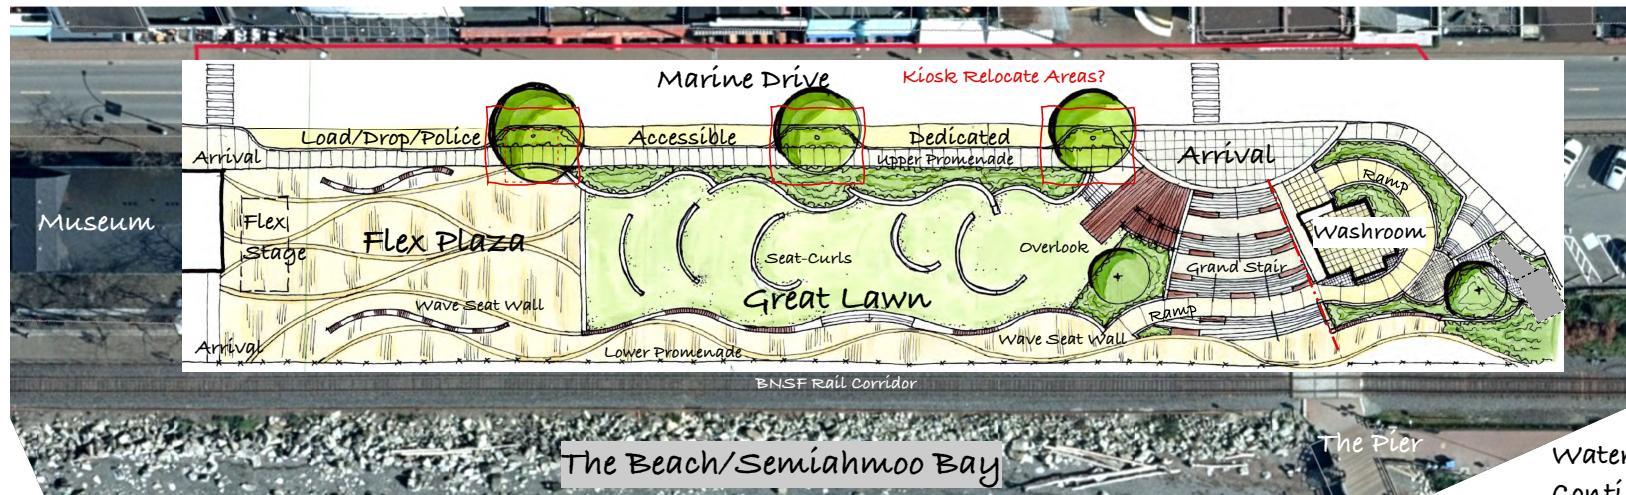 Marine Drive
Kiosk Relocate Areas?
Load/Drop/Police
Accessible
Dedicated
Arrival
Upper Promenade
Arrival
Ramp
Museum
Flex
Stage
Flex Plaza
Washroom
Overlook
Seat-Curls
Grand Stair
Great Lawn
Wave Seat Wall
Ramp
Wave Seat Wall
Arrival
Lower Promenade
BNSF Rail Corridor
The Pier
The Beach/Semiahmoo Bay
Water
Conti